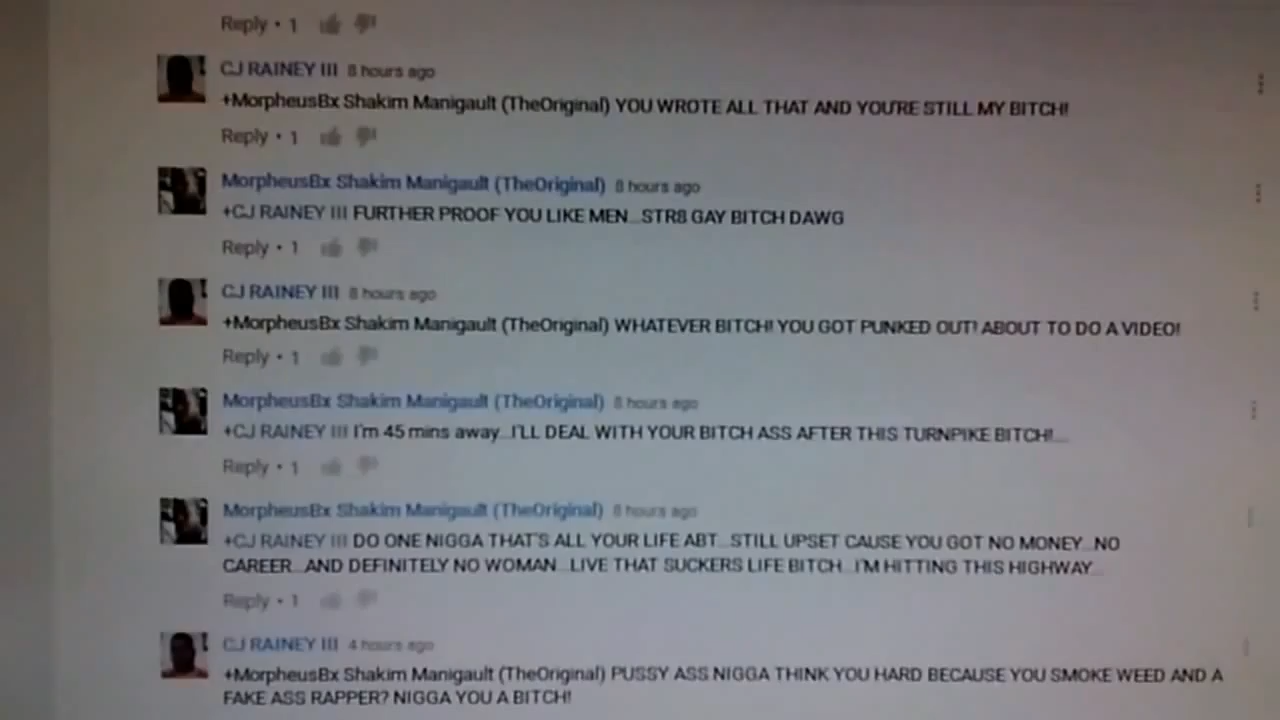 Reply • 1
CJ RAINEY III 8 hours ago
+MorpheusBx Shakim Manigault (TheOriginal) YOU WROTE ALL THAT AND YOU'RE STILL MY BITCH!
Reply • 1
MorpheusBx Shakim Manigault (TheOriginal) 8 hours ago
+CJ RAINEY III FURTHER PROOF YOU LIKE MEN...STR8 GAY BITCH DAWG
Reply • 1
CJ RAINEY III 8 hours ago
+MorpheusBx Shakim Manigault (TheOriginal) WHATEVER BITCH! YOU GOT PUNKED OUT! ABOUT TO DO A VIDEO!
Reply • 1
MorpheusBx Shakim Manigault (TheOriginal) 8 hours ago
+CJ RAINEY III I'm 45 mins away...I'LL DEAL WITH YOUR BITCH ASS AFTER THIS TURNPIKE BITCH!....
Reply • 1
MorpheusBx Shakim Manigault (TheOriginal) 8 hours ago
+CJ RAINEY III DO ONE NIGGA THAT'S ALL YOUR LIFE ABT...STILL UPSET CAUSE YOU GOT NO MONEY...NO
CAREER...AND DEFINITELY NO WOMAN...LIVE THAT SUCKERS LIFE BITCH...I'M HITTING THIS HIGHWAY...
Reply • 1
CJ RAINEY III 4 hours ago
+MorpheusBx Shakim Manigault (TheOriginal) PUSSY ASS NIGGA THINK YOU HARD BECAUSE YOU SMOKE WEED AND A
FAKE ASS RAPPER? NIGGA YOU A BITCH!